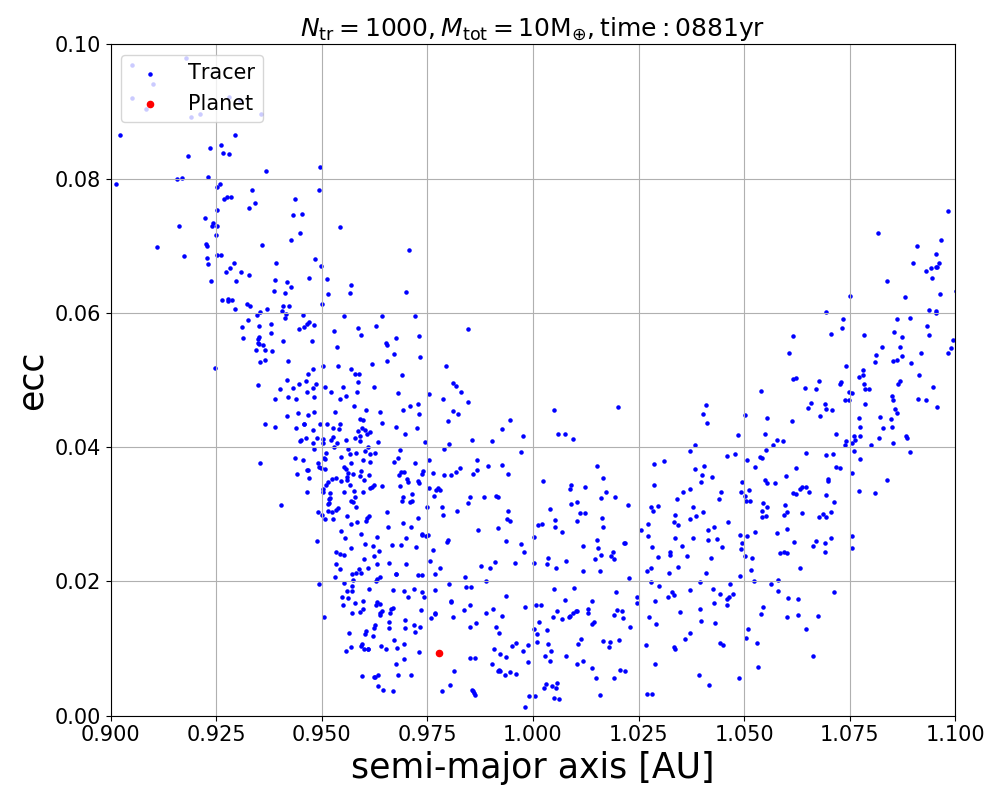 N_tr = 1000, M_tot = 10M_⊕, time : 0881yr
0.10
Tracer
Planet
0.08
0.06
0.04
0.02
0.00
ecc
0.900 0.925 0.950 0.975 1.000 1.025 1.050 1.075 1.100
semi-major axis [AU]